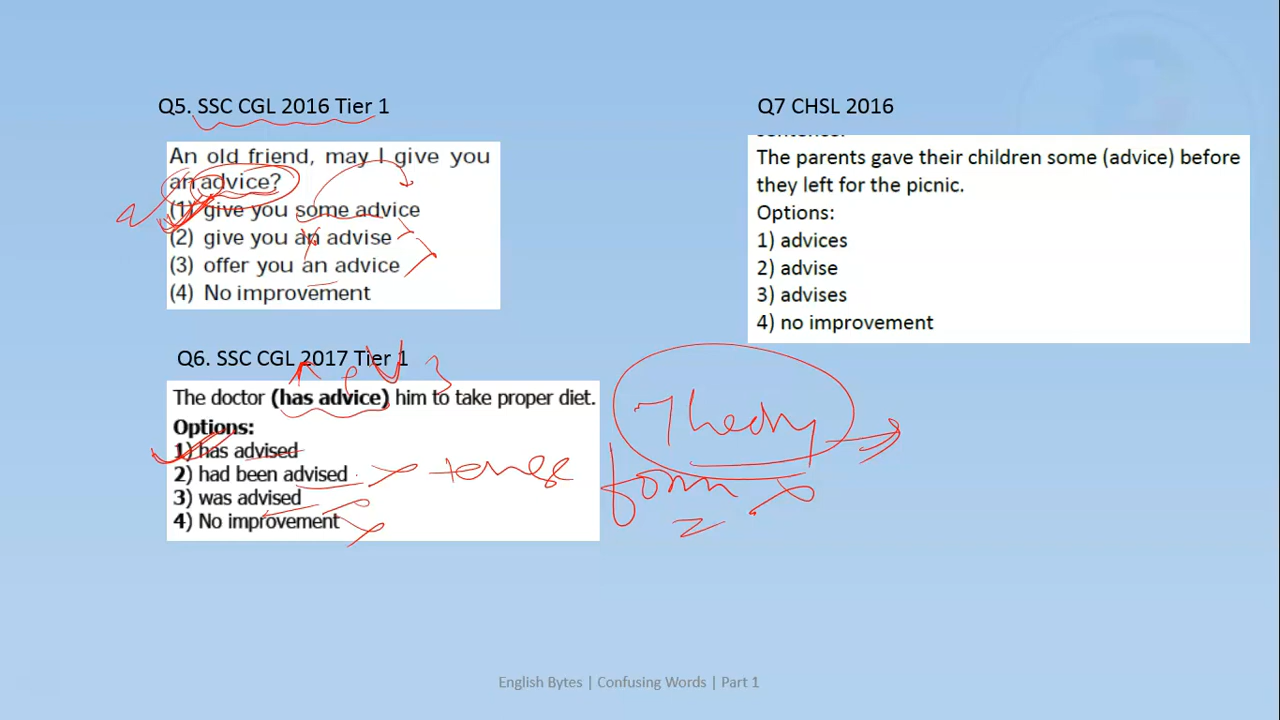 Q5. SSC CGL 2016 Tier 1
An old friend, may I give you
an advice?
(1) give you some advice
(2) give you an advise
(3) offer you an advice
(4) No improvement
Q6. SSC CGL 2017 Tier 1
The doctor (has advice) him to take proper diet.
Options:
1) has advised
2) had been advised
3) was advised
4) No improvement
V3
tense
Theory
form
Q7 CHSL 2016
sentence.
The parents gave their children some (advice) before
they left for the picnic.
Options:
1) advices
2) advise
3) advises
4) no improvement
English Bytes | Confusing Words | Part 1